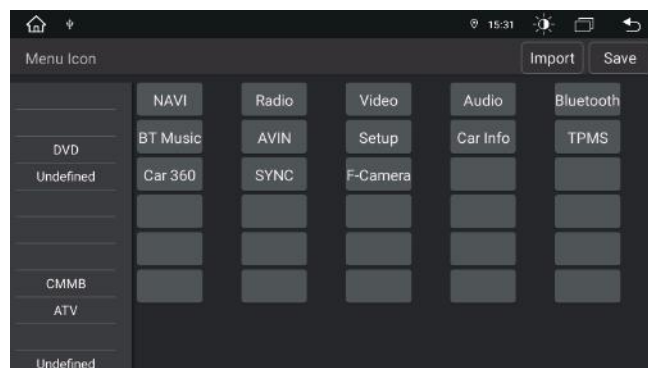 15:31
Menu Icon Import Save
NAVI Radio Video Audio Bluetooth
DVD BT Music AVIN Setup Car Info TPMS
Undefined Car 360 SYNC F-Camera
CMMB
ATV
Undefined